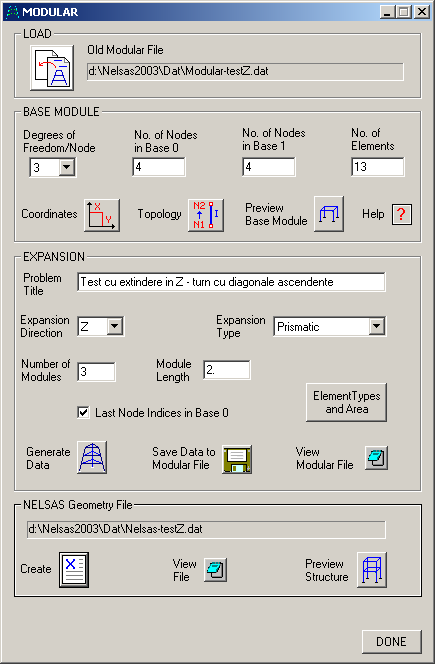 MODULAR
LOAD
Old Modular File
d:\Nelsas2003\Dat\Modular-testZ.dat
BASE MODULE
Degrees of
Freedom/Node
No. of Nodes
in Base 0
No. of Nodes
in Base 1
No. of
Elements
3
4
4
13
Coordinates
X
Y
Topology
N2
N1
I
Preview
Base Module
Help
?
EXPANSION
Problem
Title
Test cu extindere in Z - turn cu diagonale ascendente
Expansion
Direction
Z
Expansion
Type
Prismatic
Number of
Modules
3
Module
Length
2.
ElementTypes
and Area
Last Node Indices in Base 0
Generate
Data
Save Data to
Modular File
View
Modular File
NELSAS Geometry File
d:\Nelsas2003\Dat\Nelsas-testZ.dat
Create
X
View
File
Preview
Structure
DONE